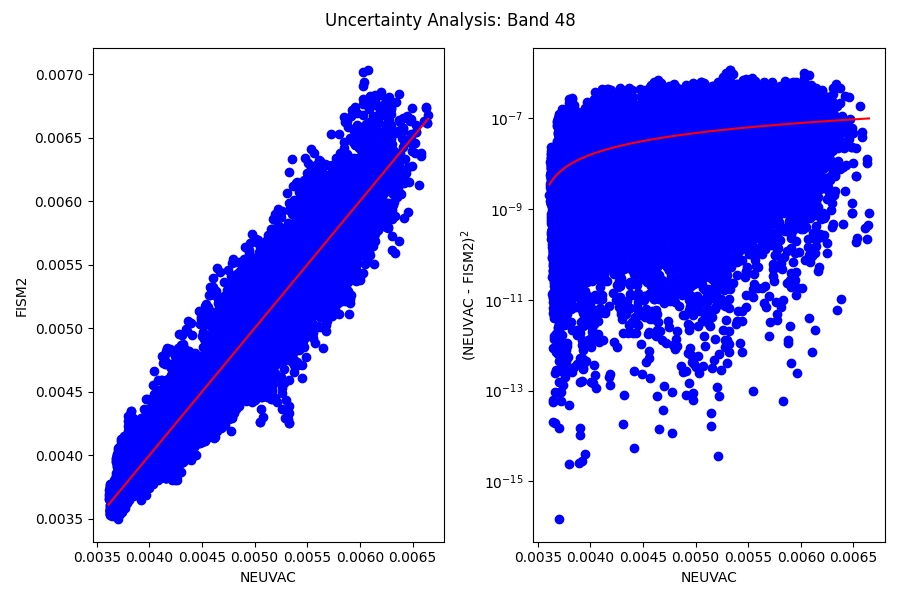 Uncertainty Analysis: Band 48
0.0070
0.0065
0.0060
0.0055
0.0050
0.0045
0.0040
0.0035
FISM2
0.0035 0.0040 0.0045 0.0050 0.0055 0.0060 0.0065
NEUVAC
10⁻⁷
10⁻⁹
10⁻¹¹
10⁻¹³
10⁻¹⁵
(NEUVAC - FISM2)²
0.0035 0.0040 0.0045 0.0050 0.0055 0.0060 0.0065
NEUVAC